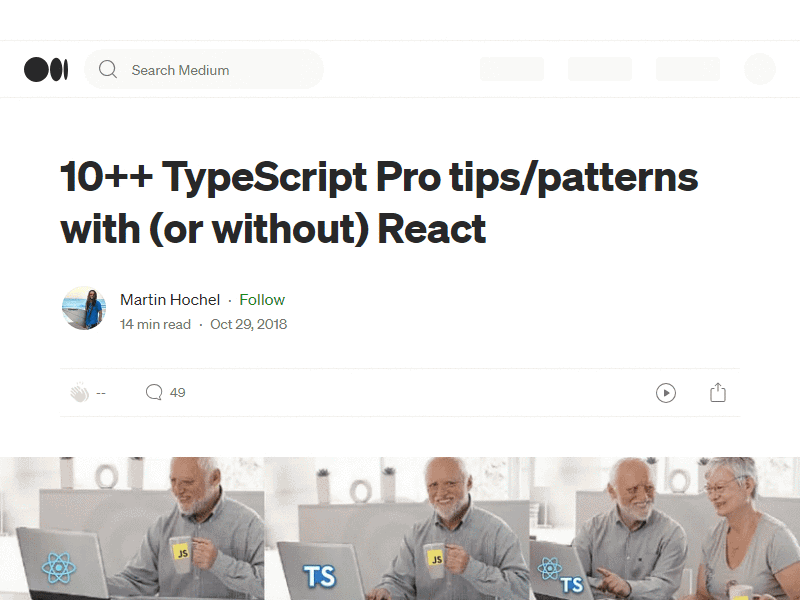 Search Medium
10++ TypeScript Pro tips/patterns
with (or without) React
Martin Hochel · Follow
14 min read · Oct 29, 2018
-- 49
JS
TS
JS
TS